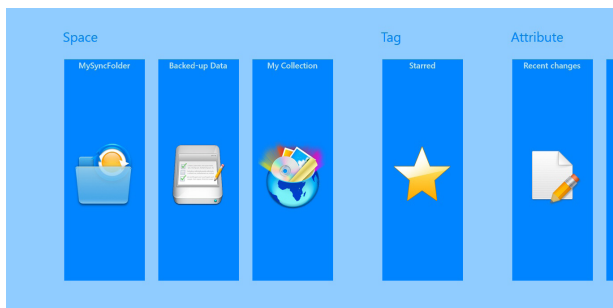 Space
Tag
Attribute
MySyncFolder
Backed-up Data
My Collection
Starred
Recent changes